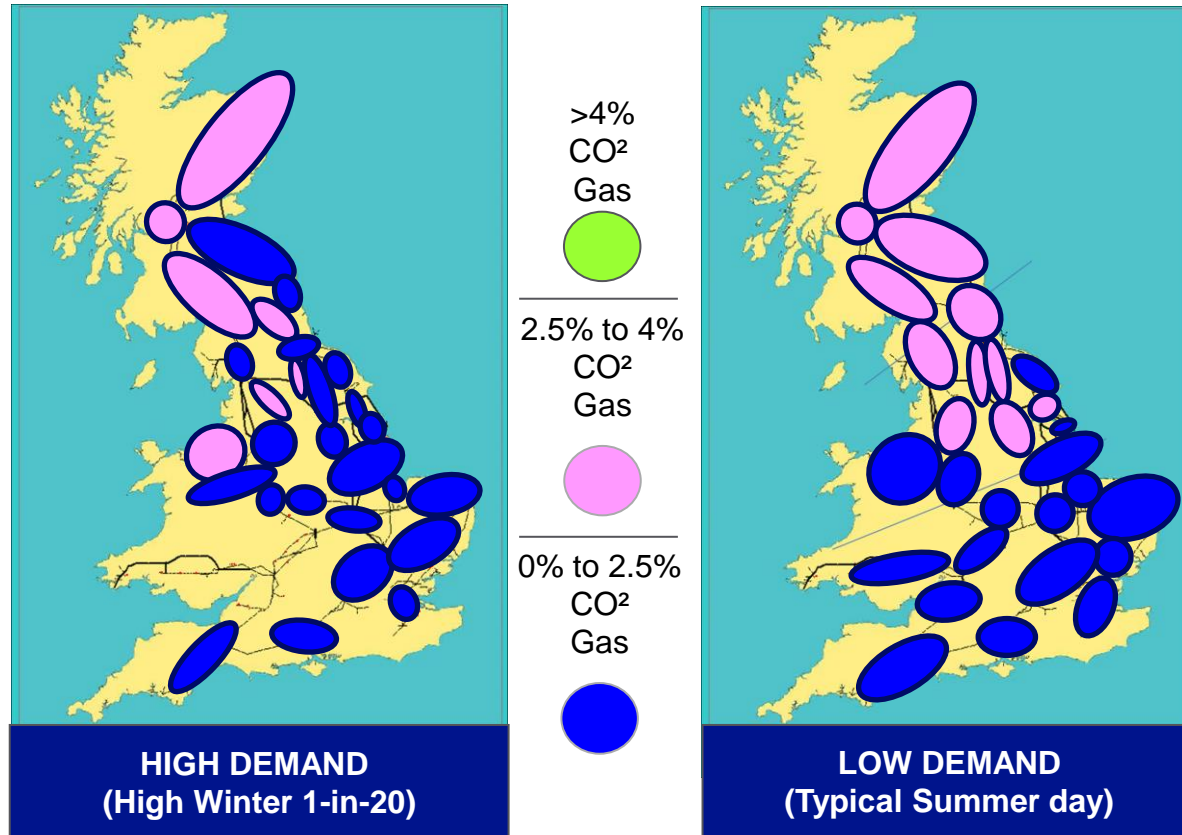 >4%
CO²
Gas
2.5% to 4%
CO²
Gas
0% to 2.5%
CO²
Gas
HIGH DEMAND
(High Winter 1-in-20)
LOW DEMAND
(Typical Summer day)